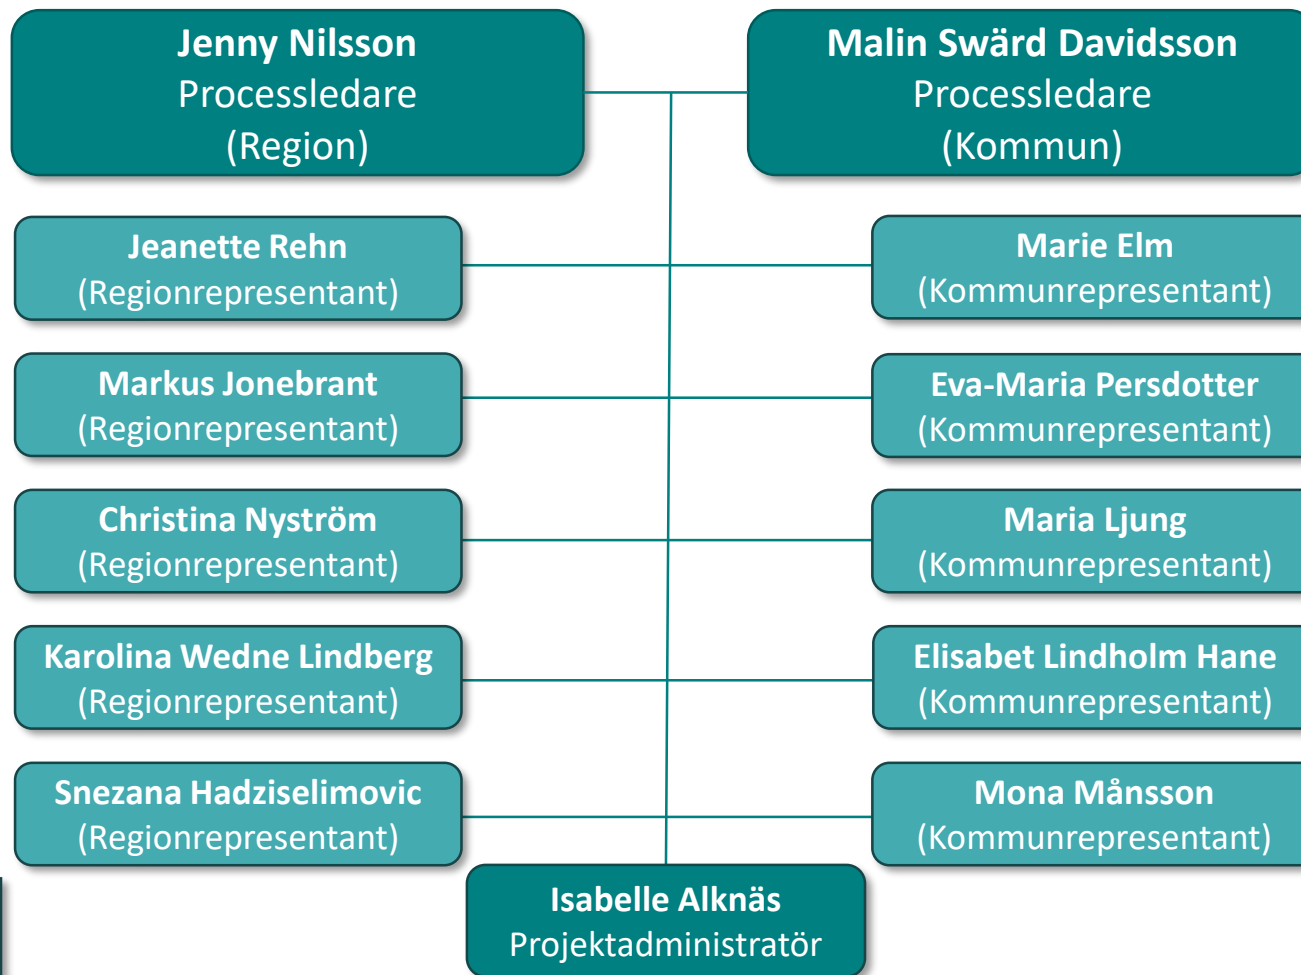 Jenny Nilsson
Processledare
(Region)
Malin Swärd Davidsson
Processledare
(Kommun)
Jeanette Rehn
(Regionrepresentant)
Marie Elm
(Kommunrepresentant)
Markus Jonebrant
(Regionrepresentant)
Eva-Maria Persdotter
(Kommunrepresentant)
Christina Nyström
(Regionrepresentant)
Maria Ljung
(Kommunrepresentant)
Karolina Wedne Lindberg
(Regionrepresentant)
Elisabet Lindholm Hane
(Kommunrepresentant)
Snezana Hadziselimovic
(Regionrepresentant)
Mona Månsson
(Kommunrepresentant)
Isabelle Alknäs
Projektadministratör